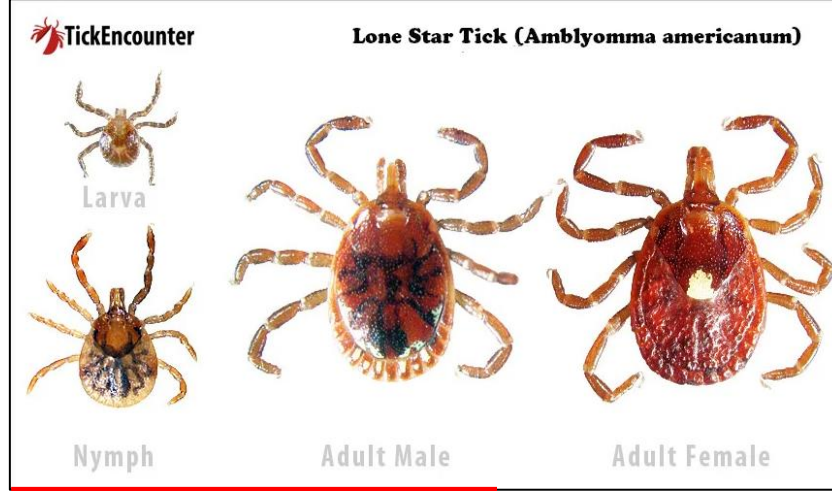 TickEncounter
Lone Star Tick (Amblyomma americanum)
Larva
Nymph
Adult Male
Adult Female